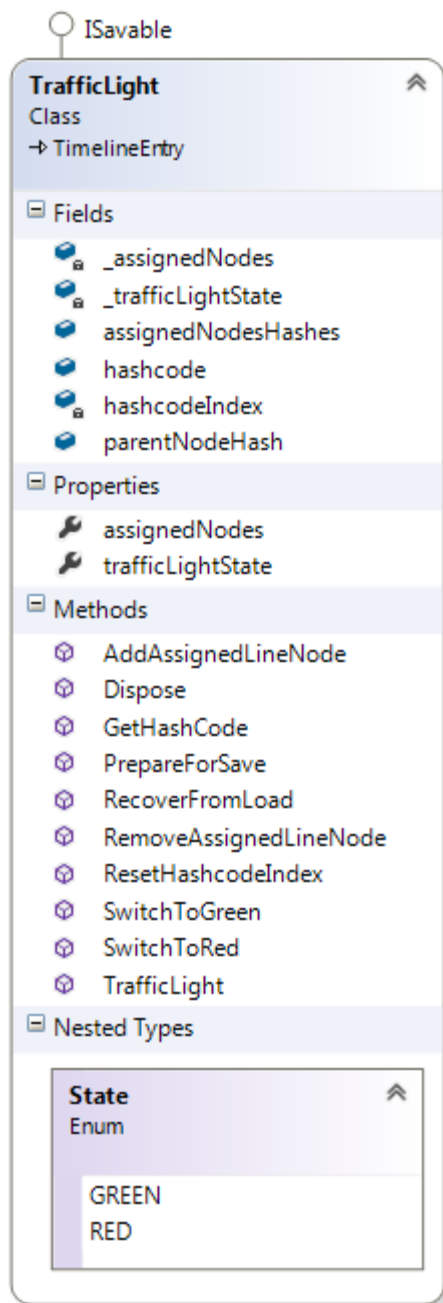 ISavable
TrafficLight
Class
TimelineEntry
Fields
_assignedNodes
_trafficLightState
assignedNodesHashes
hashcode
hashcodeIndex
parentNodeHash
Properties
assignedNodes
trafficLightState
Methods
AddAssignedLineNode
Dispose
GetHashCode
PrepareForSave
RecoverFromLoad
RemoveAssignedLineNode
ResetHashcodeIndex
SwitchToGreen
SwitchToRed
TrafficLight
Nested Types
State
Enum
GREEN
RED